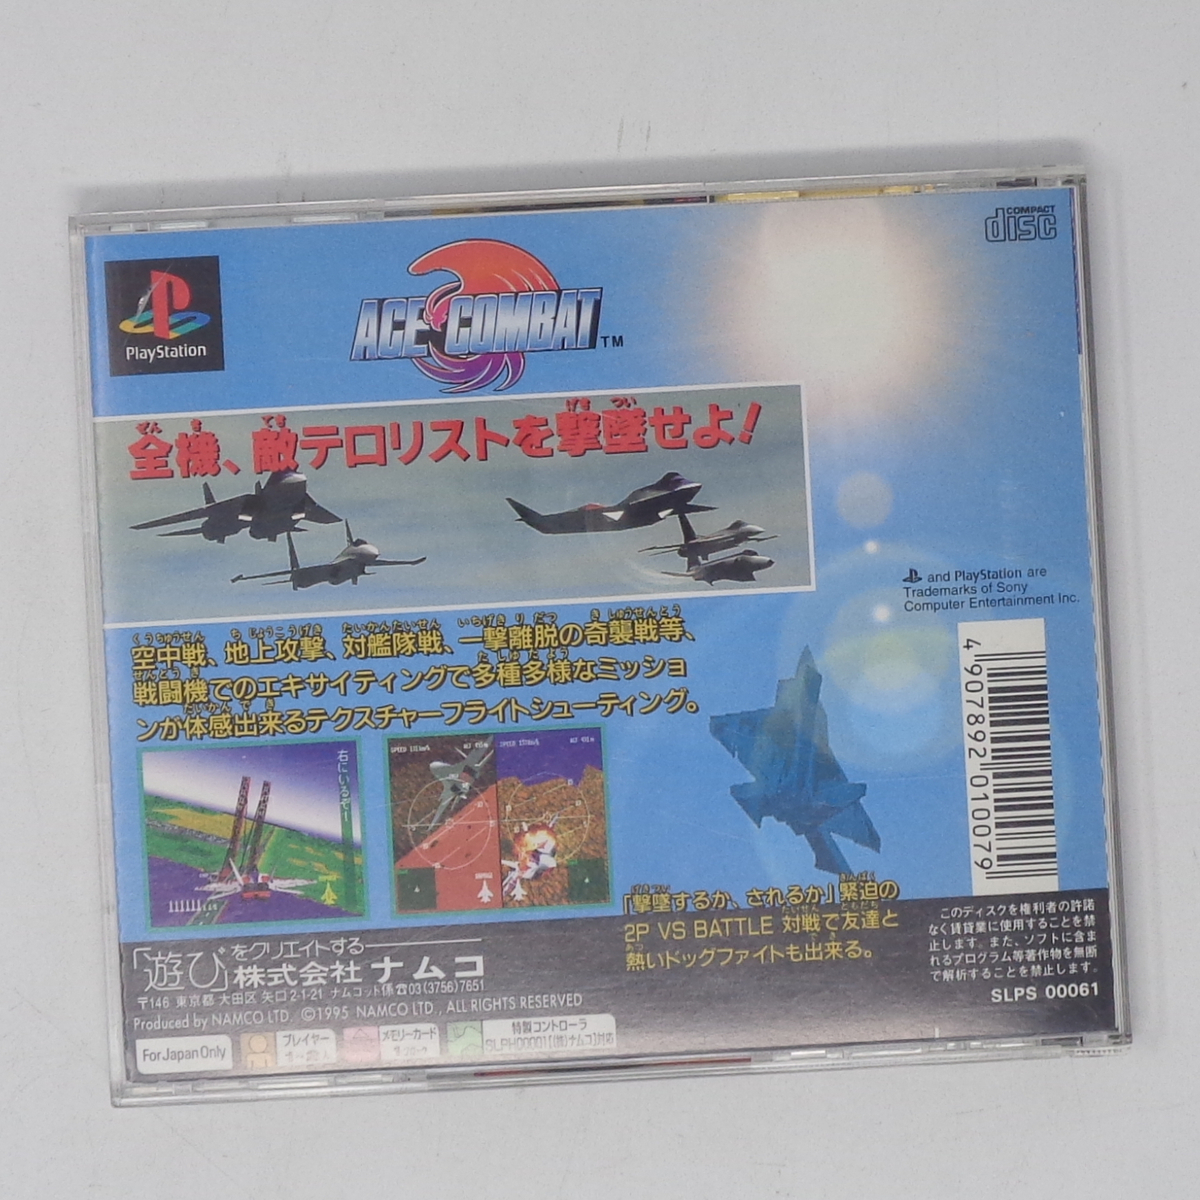 COMPACT
disc
PlayStation
ACE COMBAT™
全機、敵テロリストを撃墜せよ!
and PlayStation are
Trademarks of Sony
Computer Entertainment Inc.
空中戦、地上攻撃、対艦隊戦、一撃離脱の奇襲戦等、
戦闘機でのエキサイティングで多種多様なミッショ
ンが体感出来るテクスチャーフライトシューティング。
右にいるぞー
4 907892 010079
「撃墜するか、されるか」緊迫の
2P VS BATTLE 対戦で友達と
熱いドッグファイトも出来る。
このディスクを権利者の許諾
なく賃貸業に使用することを禁
止します。また、ソフトに含ま
れるプログラム等著作物を無断
で解析することを禁止します。
SLPS 00061
「遊び」をクリエイトする
株式会社 ナムコ
〒146 東京都 大田区 矢口 2-1-21 ナムコット係 ☎03(3756)7651
Produced by NAMCO LTD. ©1995 NAMCO LTD., ALL RIGHTS RESERVED
For Japan Only
プレイヤー
メモリーカード
特製コントローラ
SLPH00001[(株)ナムコ]対応